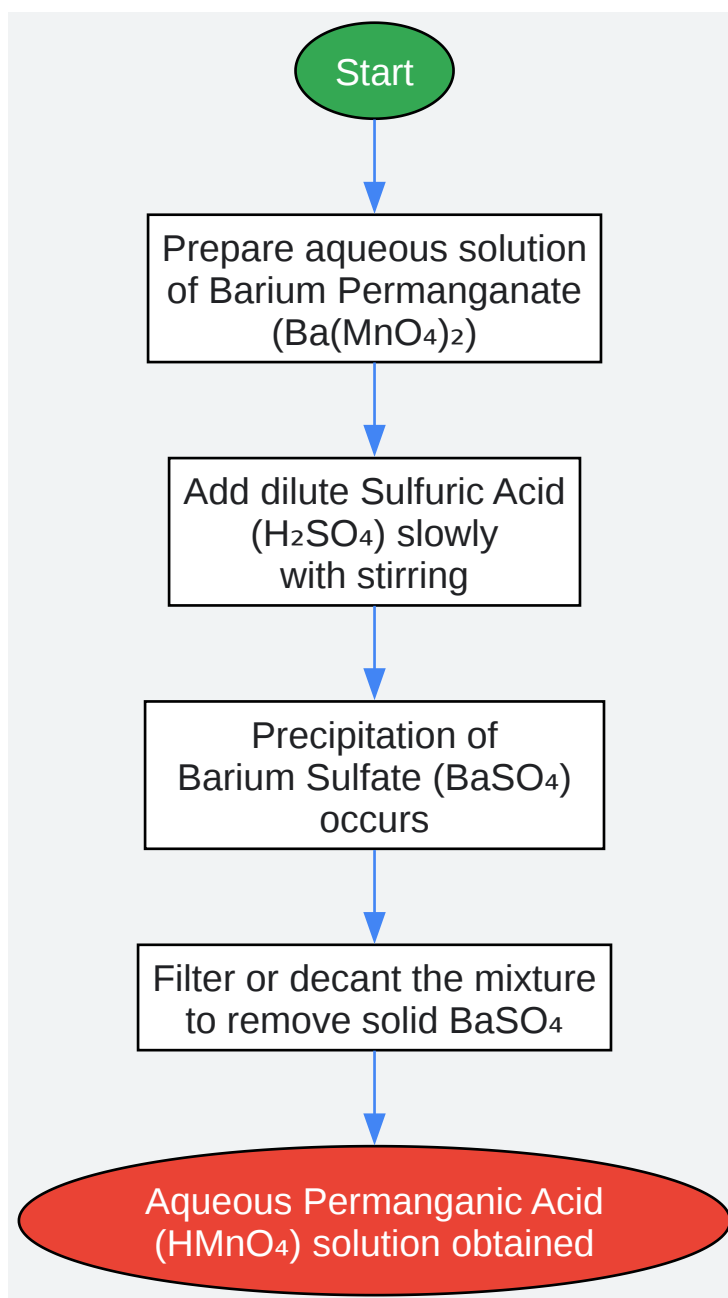 Start
Prepare aqueous solution
of Barium Permanganate
(Ba(MnO₄)₂)
Add dilute Sulfuric Acid
(H₂SO₄) slowly
with stirring
Precipitation of
Barium Sulfate (BaSO₄)
occurs
Filter or decant the mixture
to remove solid BaSO₄
Aqueous Permanganic Acid
(HMnO₄) solution obtained